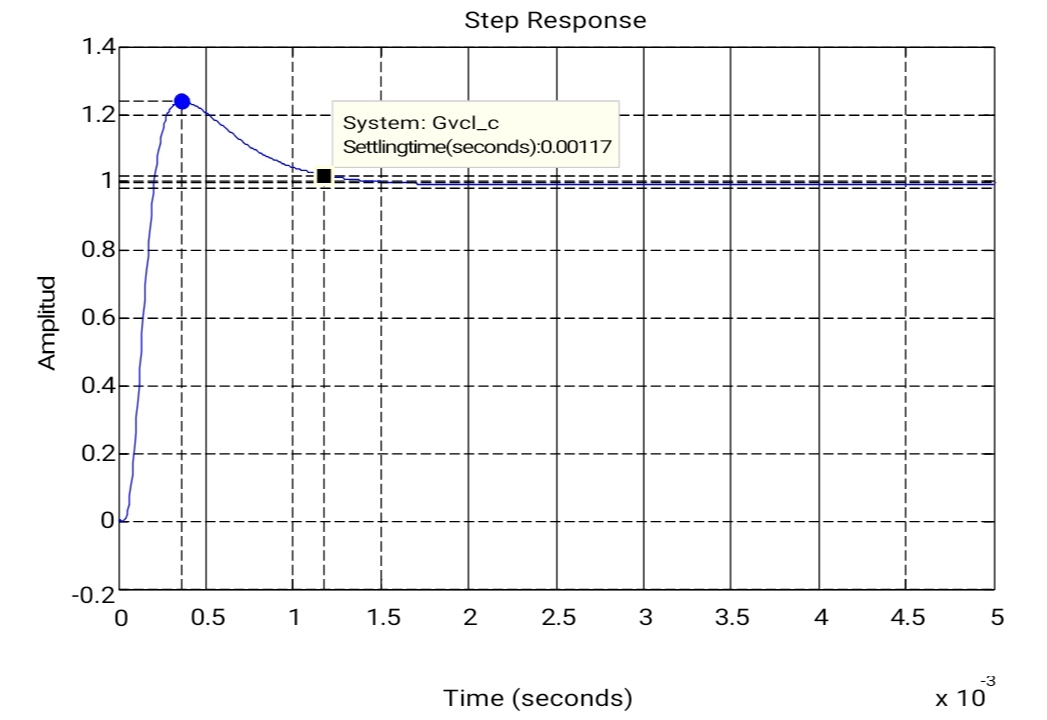 Step Response
1.4
1.2
System: Gvcl_c
Settlingtime(seconds):0.00117
1
0.8
0.6
Amplitud
0.4
0.2
0
-0.2
0 0.5 1 1.5 2 2.5 3 3.5 4 4.5 5
Time (seconds)
x 10-3